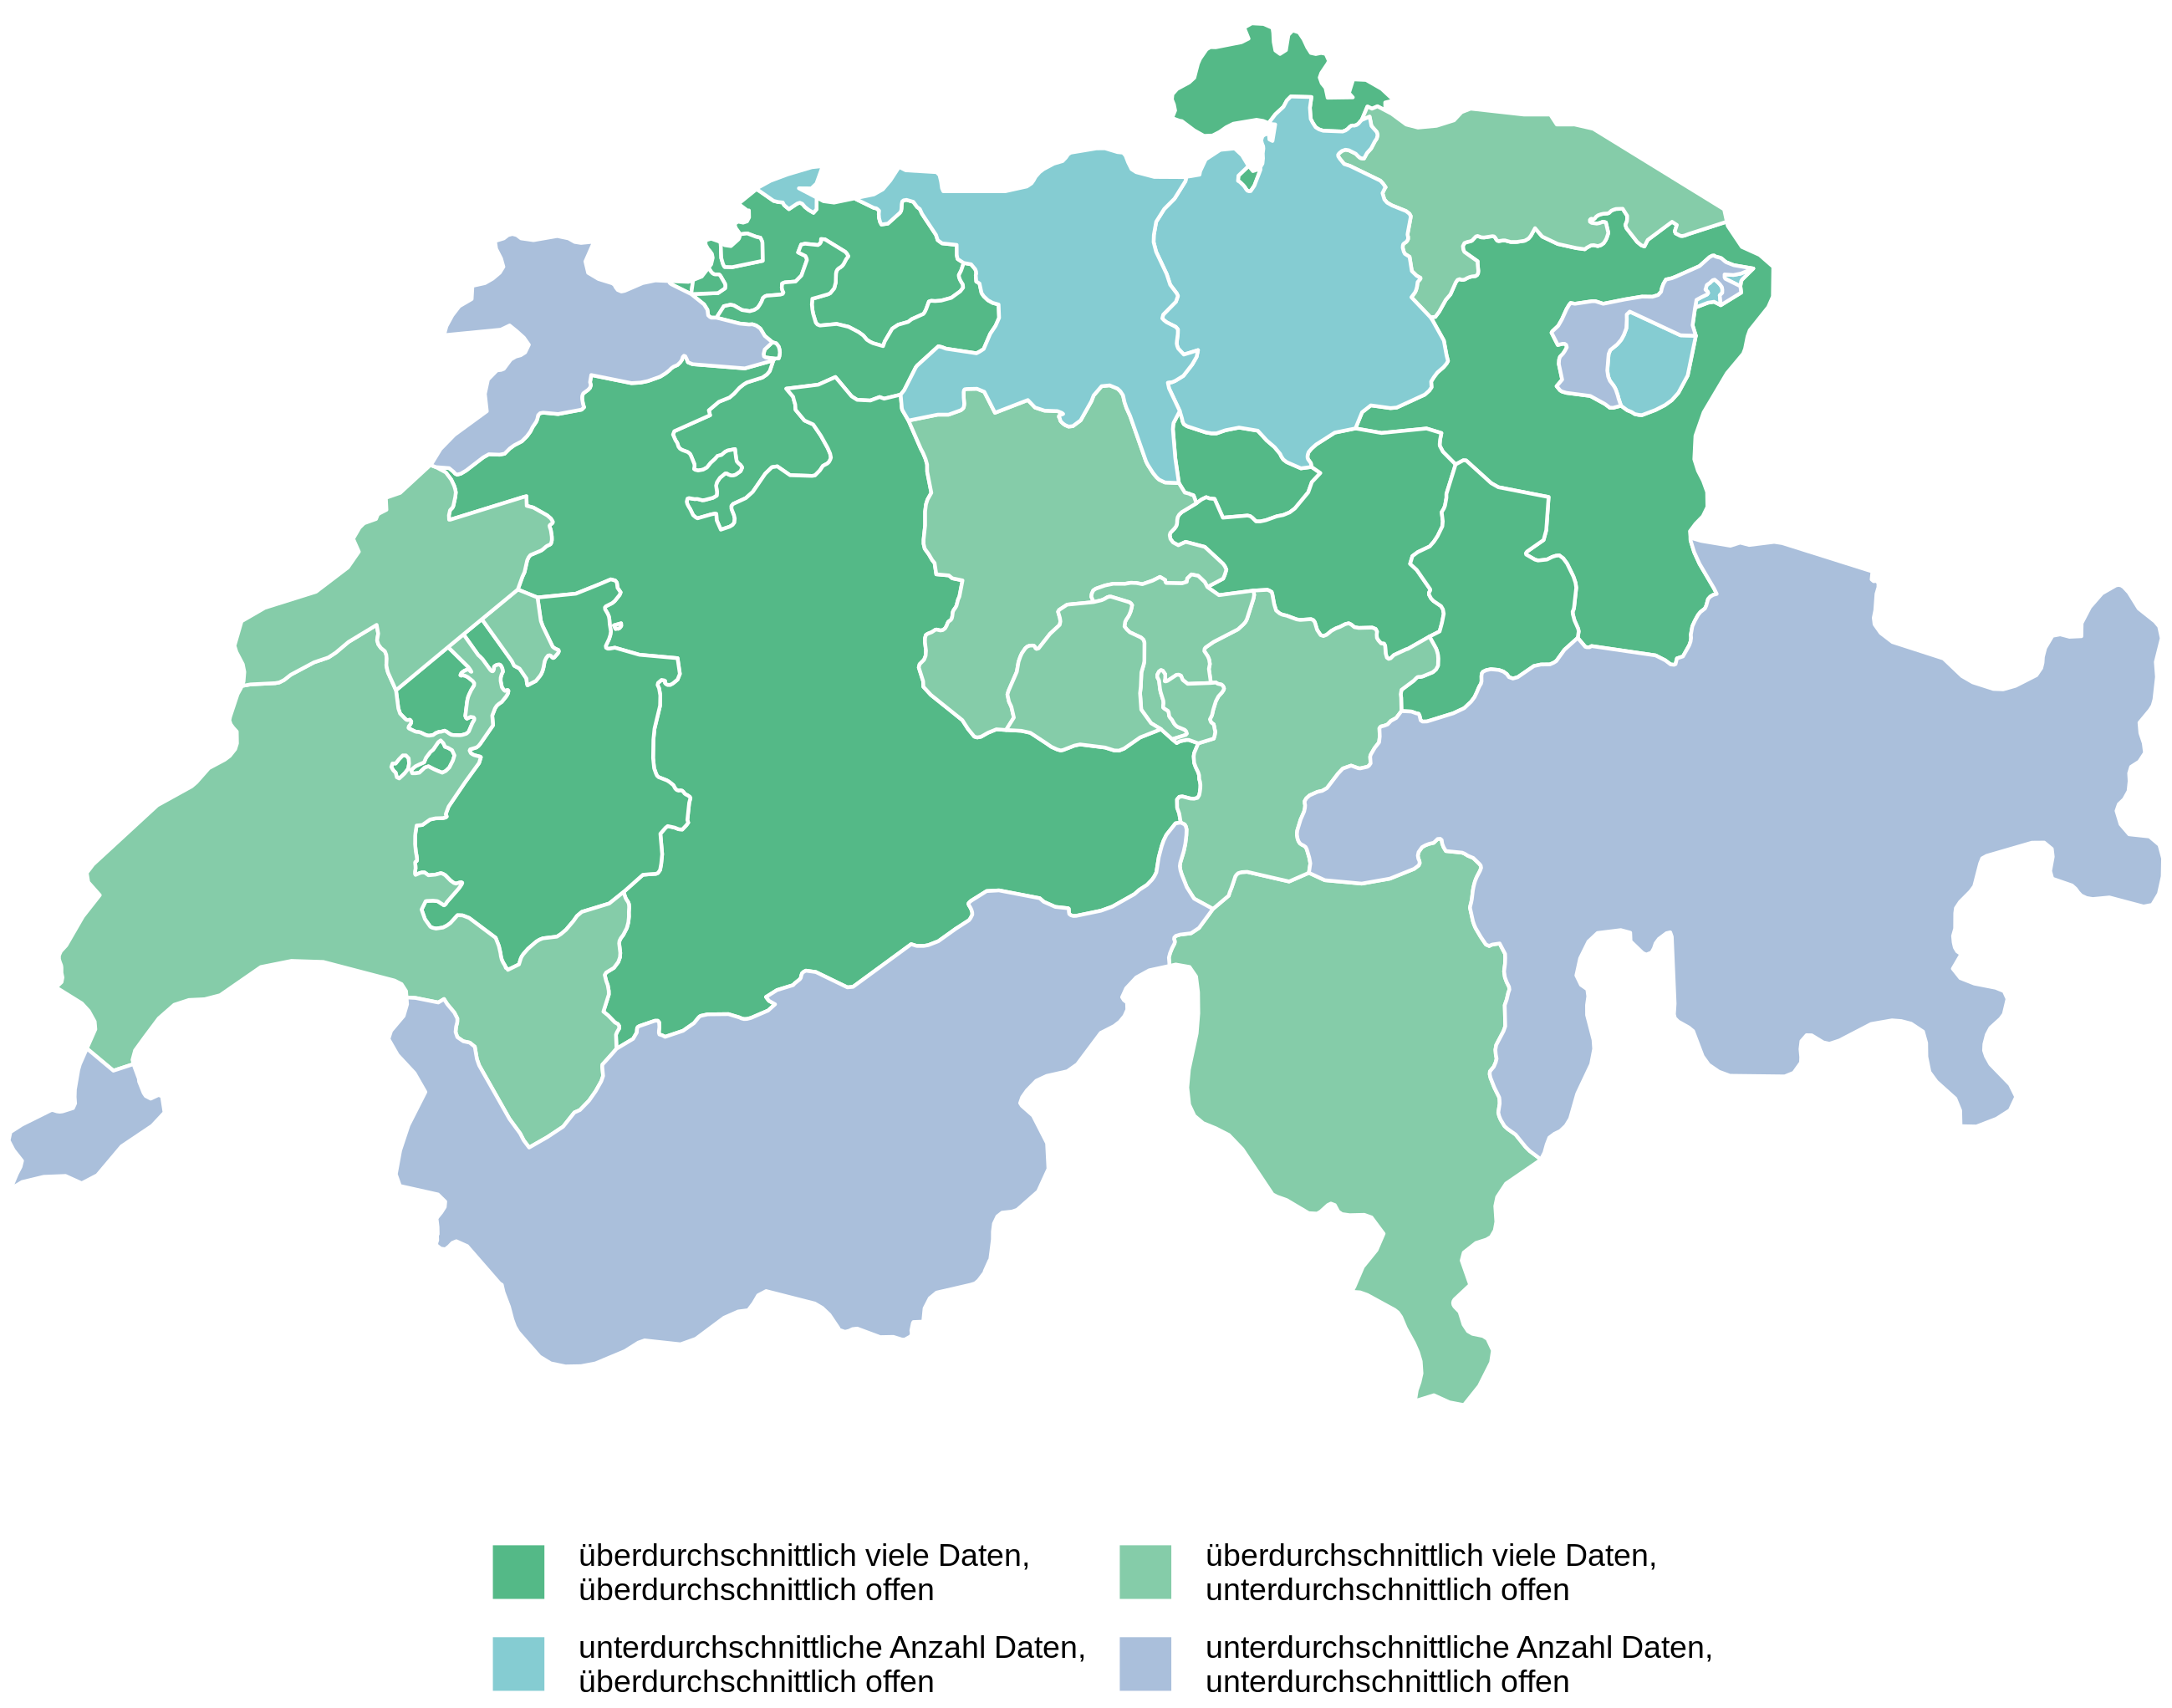 überdurchschnittlich viele Daten,
überdurchschnittlich offen
überdurchschnittlich viele Daten,
unterdurchschnittlich offen
unterdurchschnittliche Anzahl Daten,
überdurchschnittlich offen
unterdurchschnittliche Anzahl Daten,
unterdurchschnittlich offen